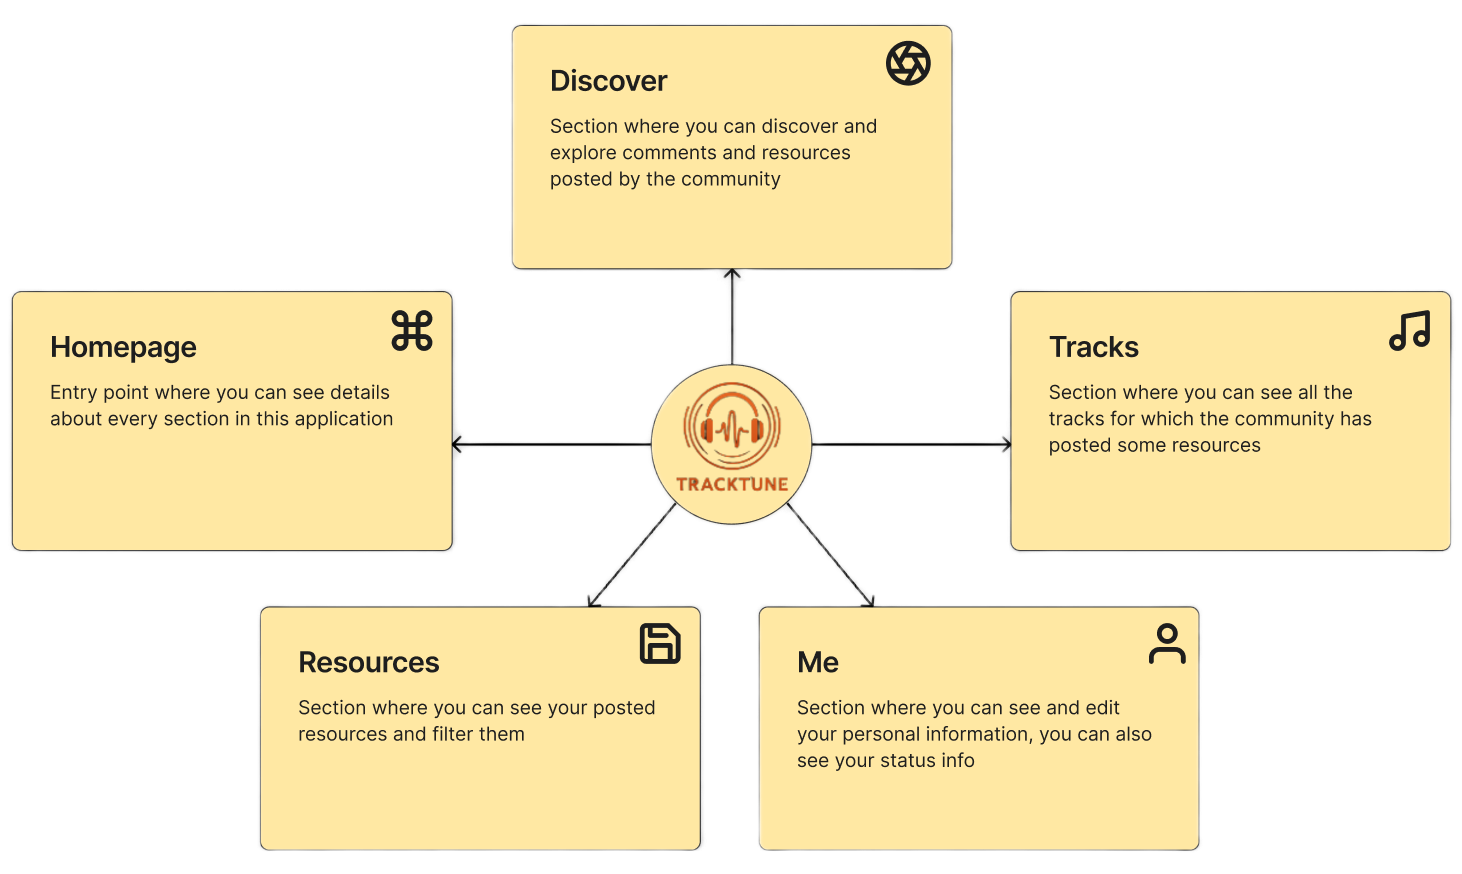 Discover
Section where you can discover and
explore comments and resources
posted by the community
Homepage
Entry point where you can see details
about every section in this application
Tracks
Section where you can see all the
tracks for which the community has
posted some resources
TRACKTUNE
Resources
Section where you can see your posted
resources and filter them
Me
Section where you can see and edit
your personal information, you can also
see your status info